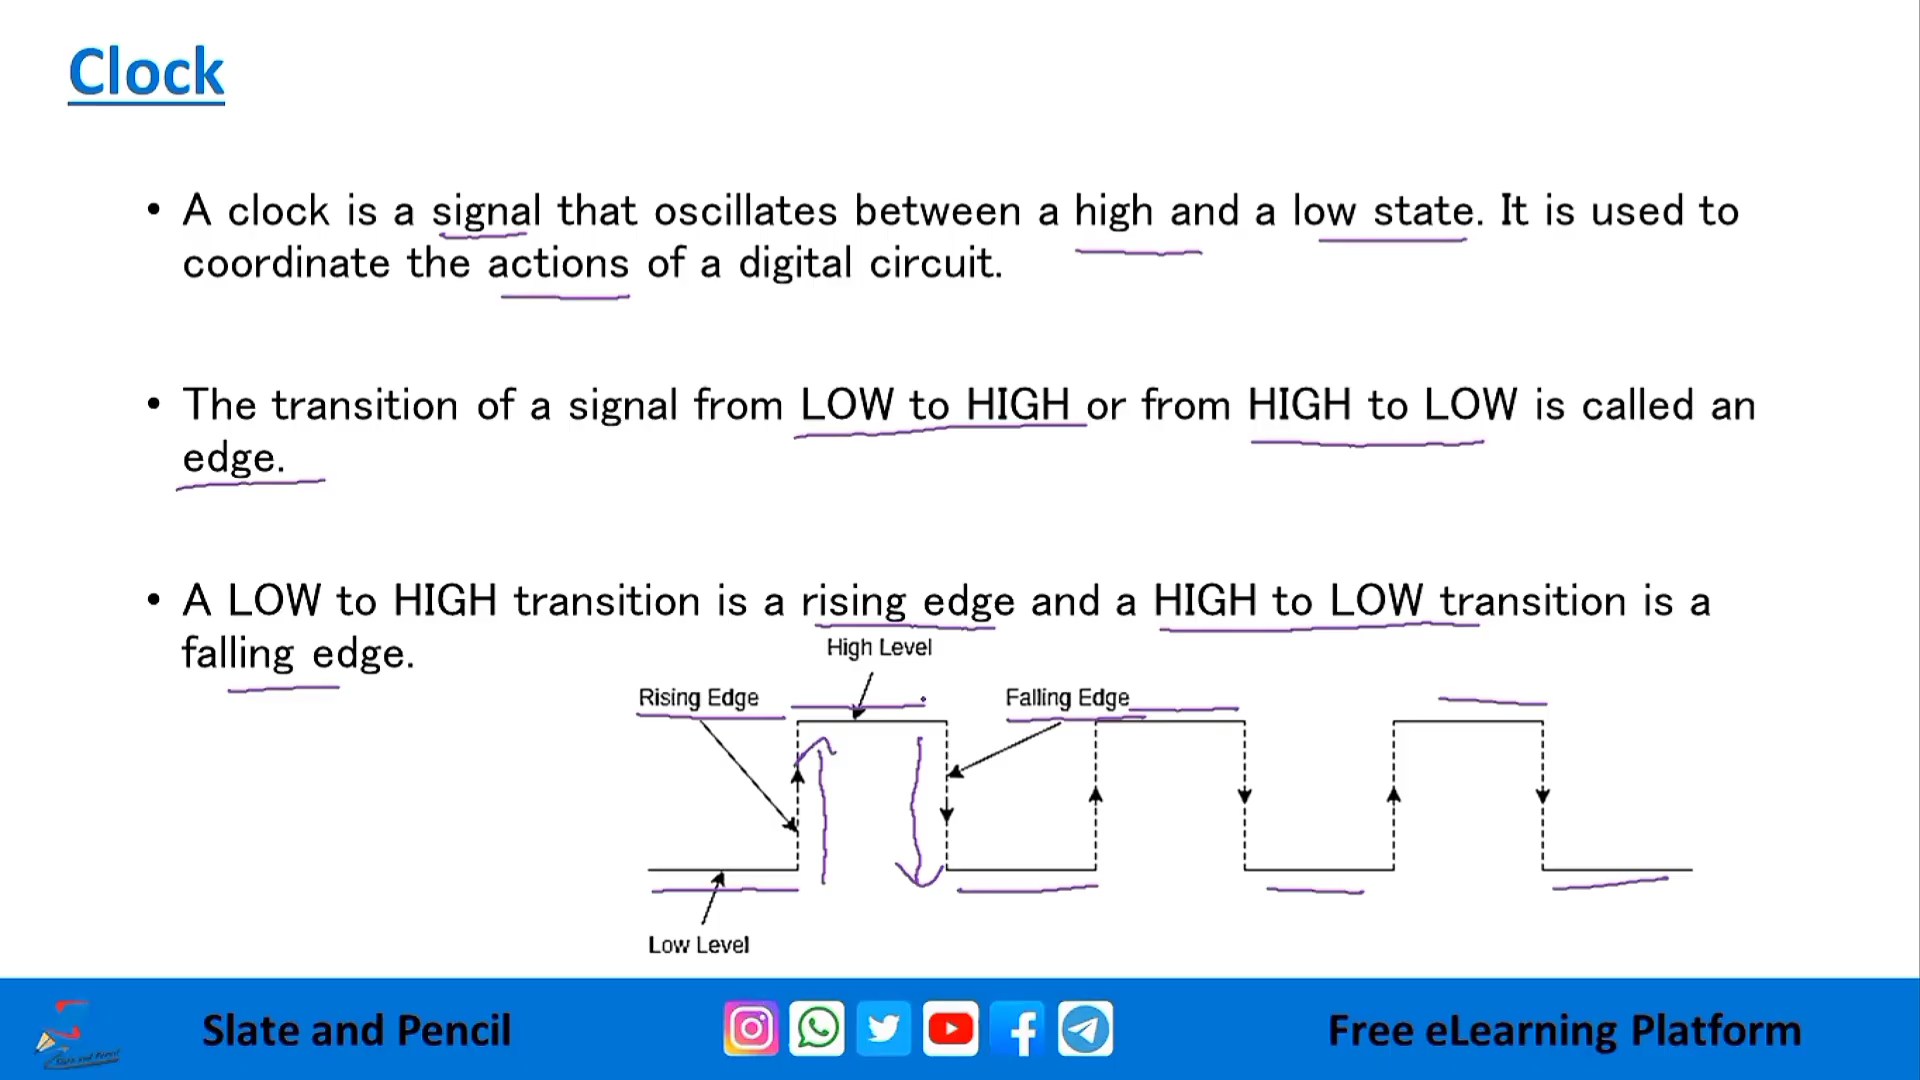 Clock
• A clock is a signal that oscillates between a high and a low state. It is used to
coordinate the actions of a digital circuit.
• The transition of a signal from LOW to HIGH or from HIGH to LOW is called an
edge.
• A LOW to HIGH transition is a rising edge and a HIGH to LOW transition is a
falling edge.
High Level
Rising Edge
Falling Edge
Low Level
Slate and Pencil
Slate and Pencil
Free eLearning Platform